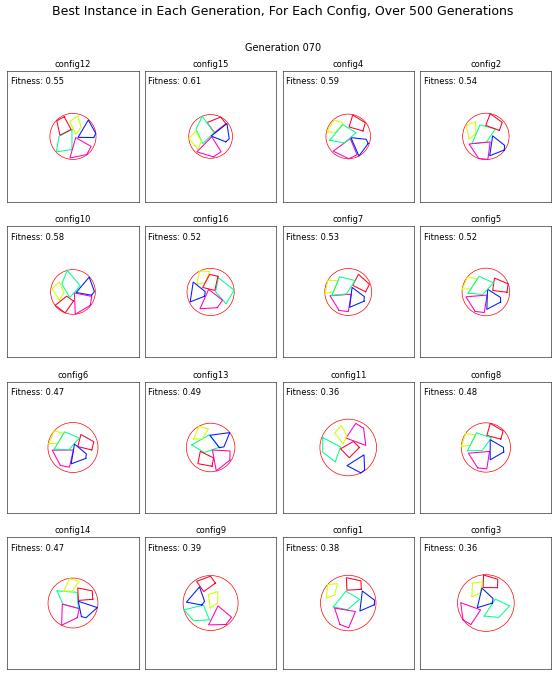 Best Instance in Each Generation, For Each Config, Over 500 Generations
Generation 070
config12
config15
config4
config2
Fitness: 0.55
Fitness: 0.61
Fitness: 0.59
Fitness: 0.54
config10
config16
config7
config5
Fitness: 0.58
Fitness: 0.52
Fitness: 0.53
Fitness: 0.52
config6
config13
config11
config8
Fitness: 0.47
Fitness: 0.49
Fitness: 0.36
Fitness: 0.48
config14
config9
config1
config3
Fitness: 0.47
Fitness: 0.39
Fitness: 0.38
Fitness: 0.36